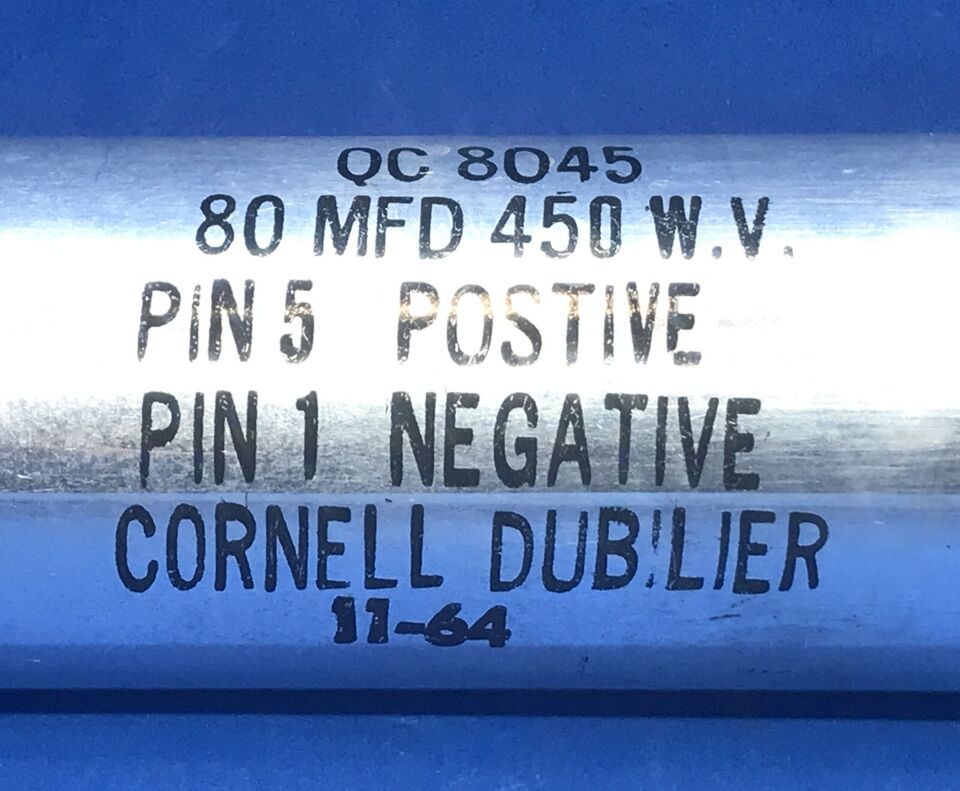 QC 8045
80 MFD 450 W.V.
PIN 5 POSTIVE
PIN 1 NEGATIVE
CORNELL DUBILIER
11-64